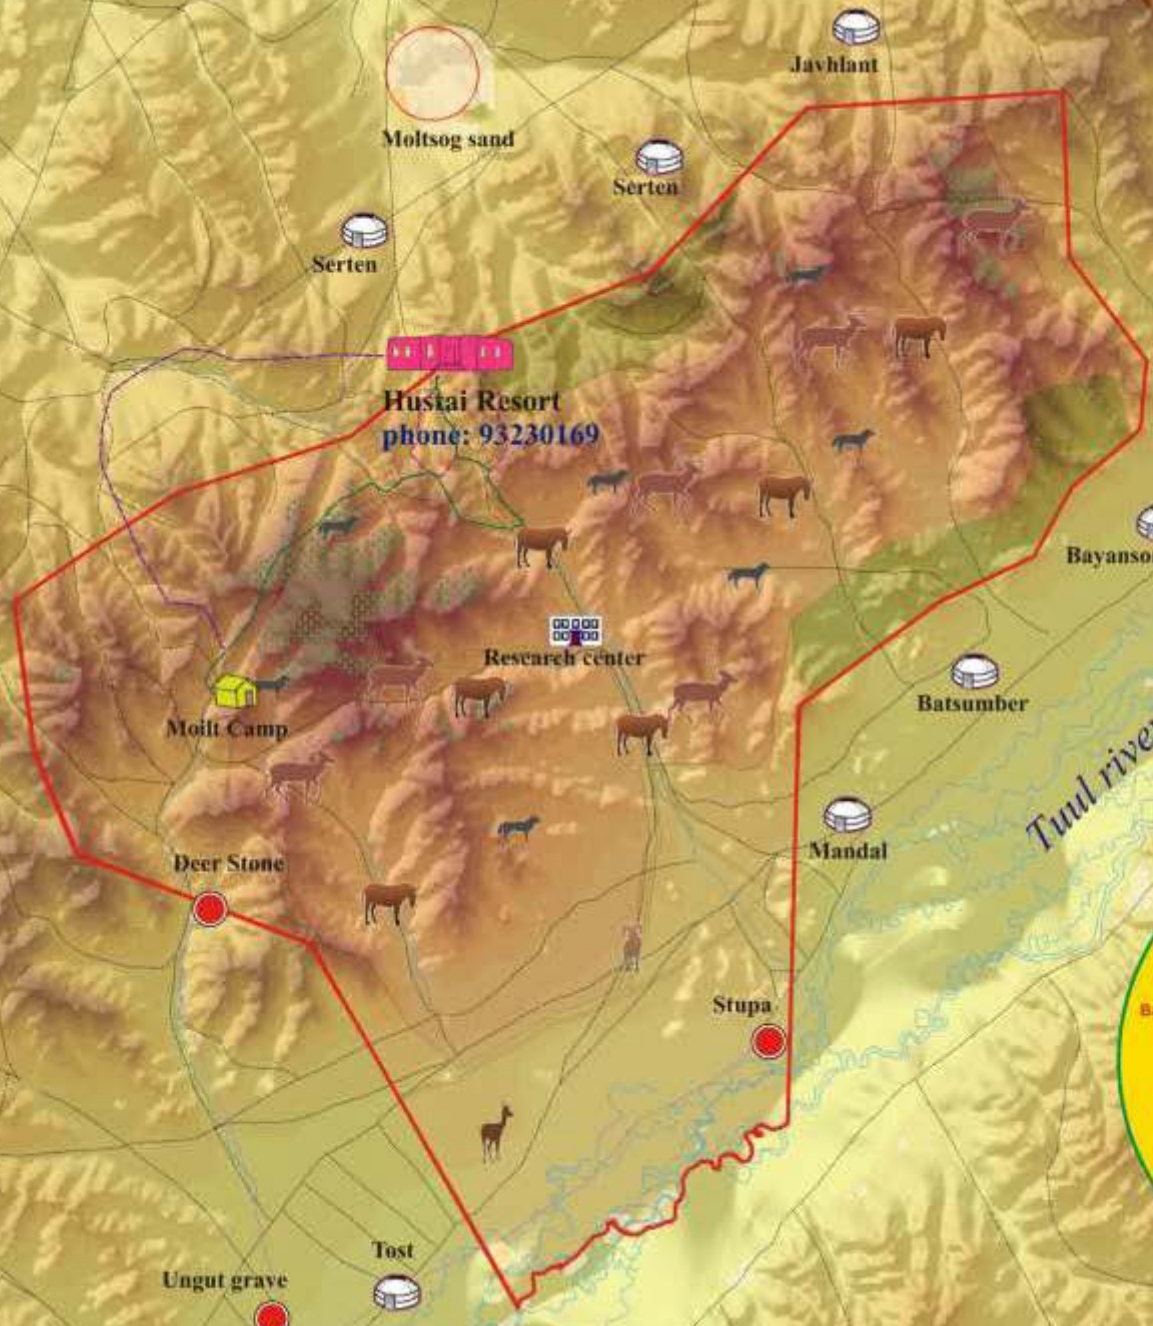 Javhlant
Moltsog sand
Serten
Serten
Hustai Resort
phone: 93230169
Bayanso
Research center
Batsumber
Moilt Camp
Tuul river
Mandal
Deer Stone
Stupa
Tost
Ungut grave